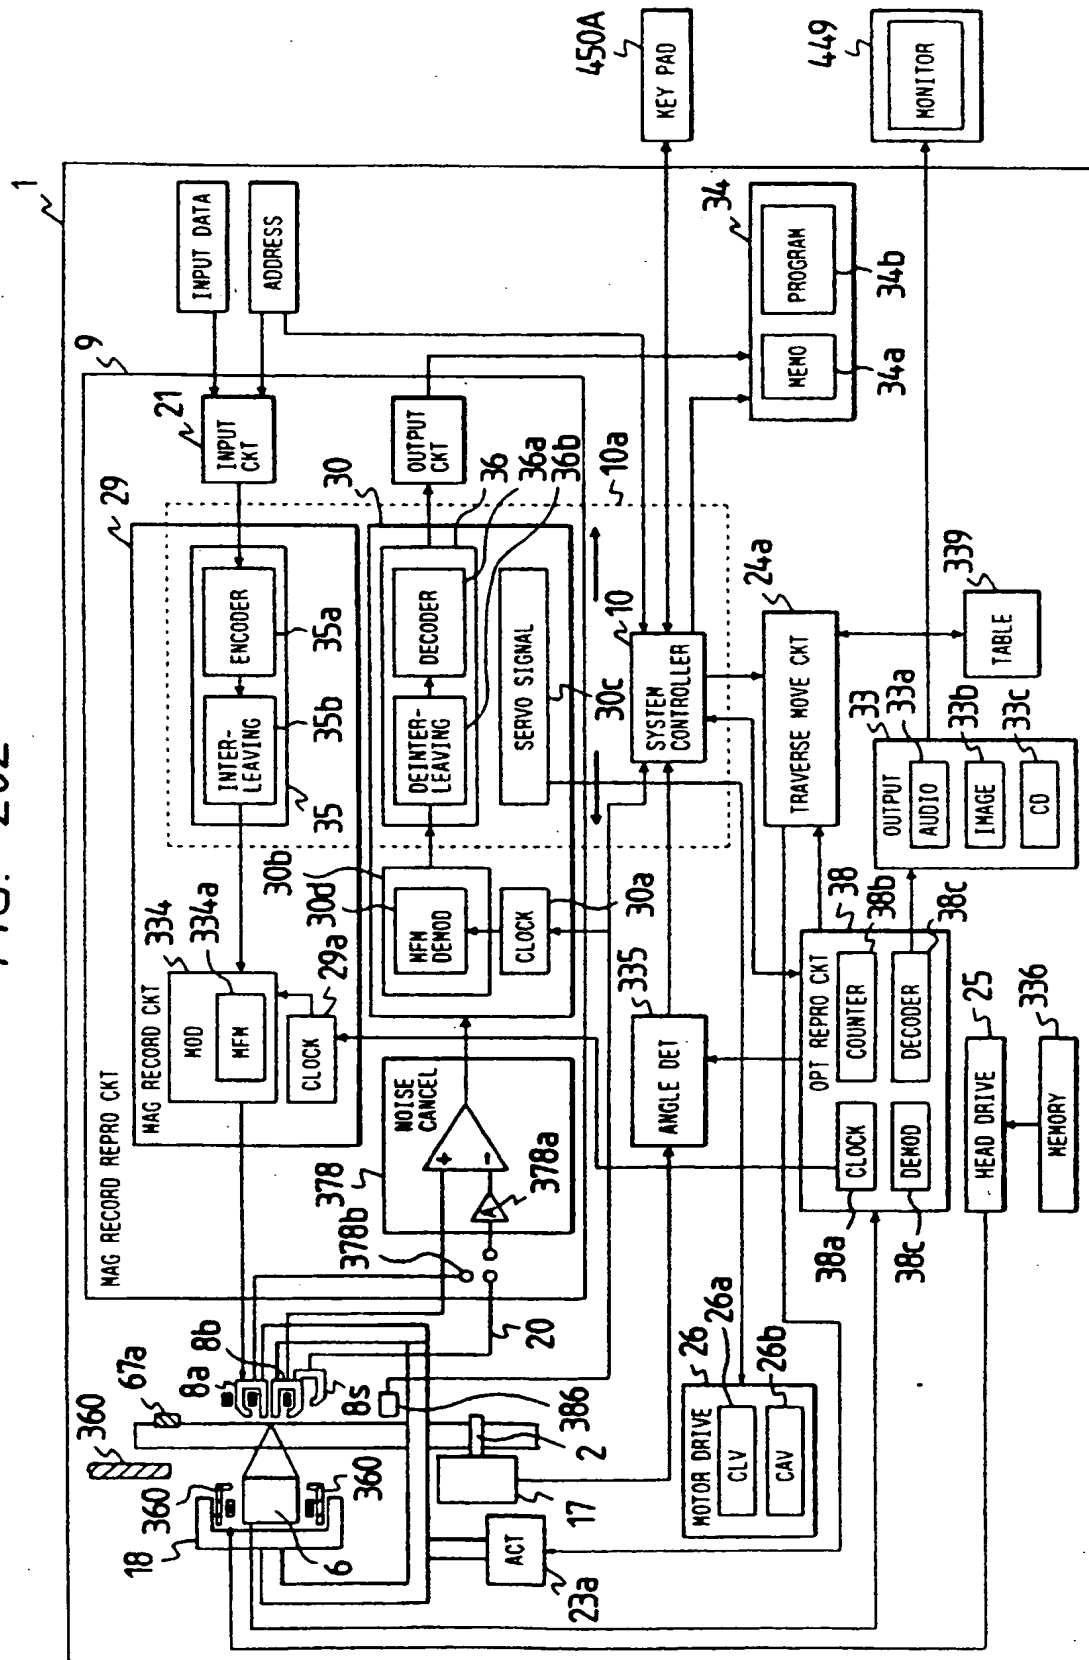 FIG. 202
1
MAG RECORD REPRO CKT
9
MAG RECORD CKT
29
334
MOD
334a
MFM
29a
CLOCK
INTER-
LEAVING
35b
ENCODER
35a
35
INPUT
CKT
21
INPUT DATA
ADDRESS
378
NOISE
CANCEL
+
-
A
378a
378b
30
30b
30d
MFM
DEMOD
CLOCK
30a
DEINTER-
LEAVING
DECODER
36
36a
36b
SERVO SIGNAL
30c
OUTPUT
CKT
10a
360
67a
18
360
360
6
8a
8b
8s
20
386
2
17
ACT
23a
335
ANGLE DET
10
SYSTEM
CONTROLLER
34
MEMO
34a
PROGRAM
34b
KEY PAD
450A
MONITOR
449
MOTOR DRIVE
26
CLV
26a
CAV
26b
TRAVERSE MOVE CKT
24a
TABLE
339
OPT REPRO CKT
38
CLOCK
38a
COUNTER
38b
DEMOD
38c
DECODER
38c
OUTPUT
33
AUDIO
33a
IMAGE
33b
CD
33c
HEAD DRIVE
25
MEMORY
336